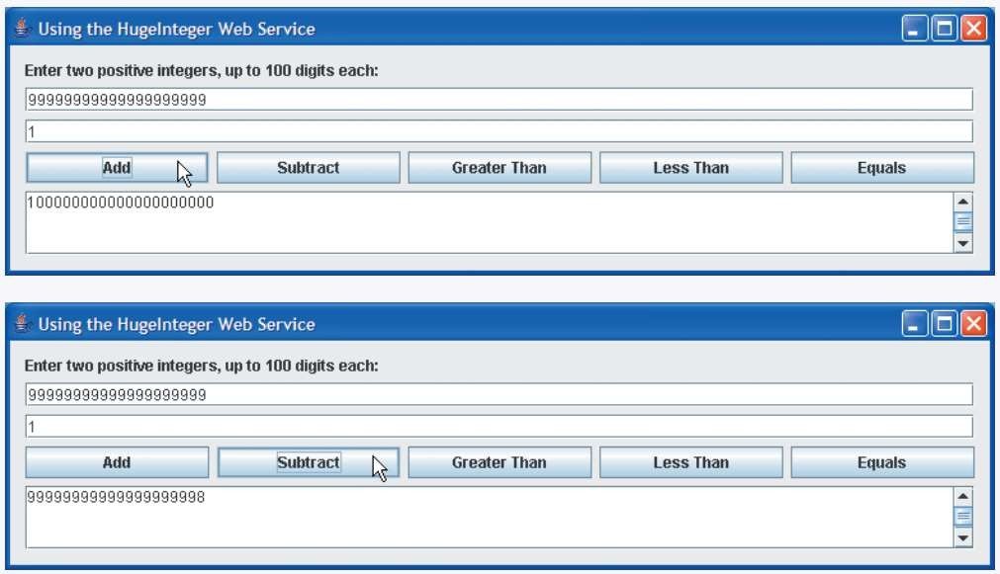 Using the HugeInteger Web Service
Enter two positive integers, up to 100 digits each:
99999999999999999999
1
Add Subtract Greater Than Less Than Equals
100000000000000000000
Using the HugeInteger Web Service
Enter two positive integers, up to 100 digits each:
99999999999999999999
1
Add Subtract Greater Than Less Than Equals
99999999999999999998